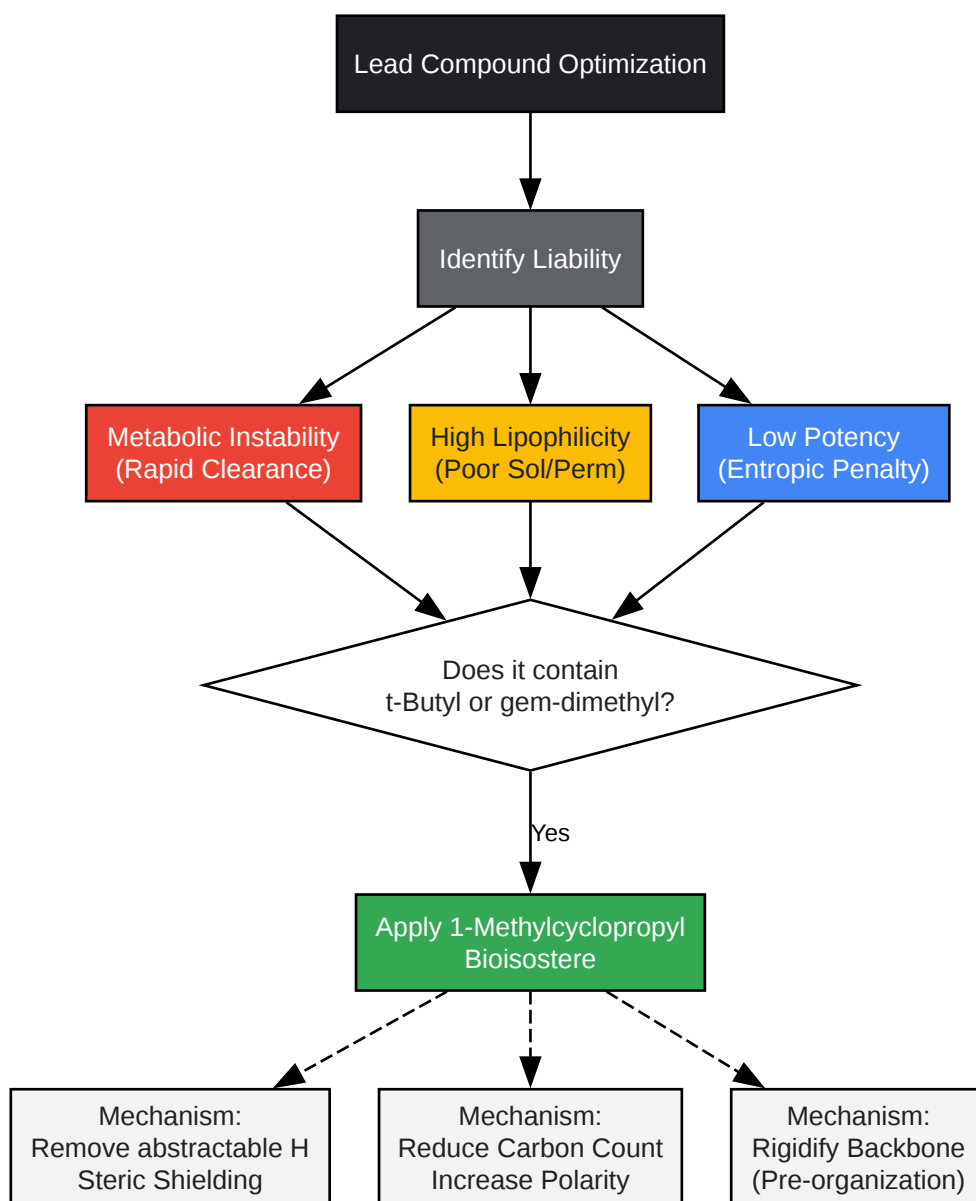 Lead Compound Optimization
Identify Liability
Metabolic Instability
(Rapid Clearance)
High Lipophilicity
(Poor Sol/Perm)
Low Potency
(Entropic Penalty)
Does it contain
t-Butyl or gem-dimethyl?
Yes
Apply 1-Methylcyclopropyl
Bioisostere
Mechanism:
Remove abstractable H
Steric Shielding
Mechanism:
Reduce Carbon Count
Increase Polarity
Mechanism:
Rigidify Backbone
(Pre-organization)